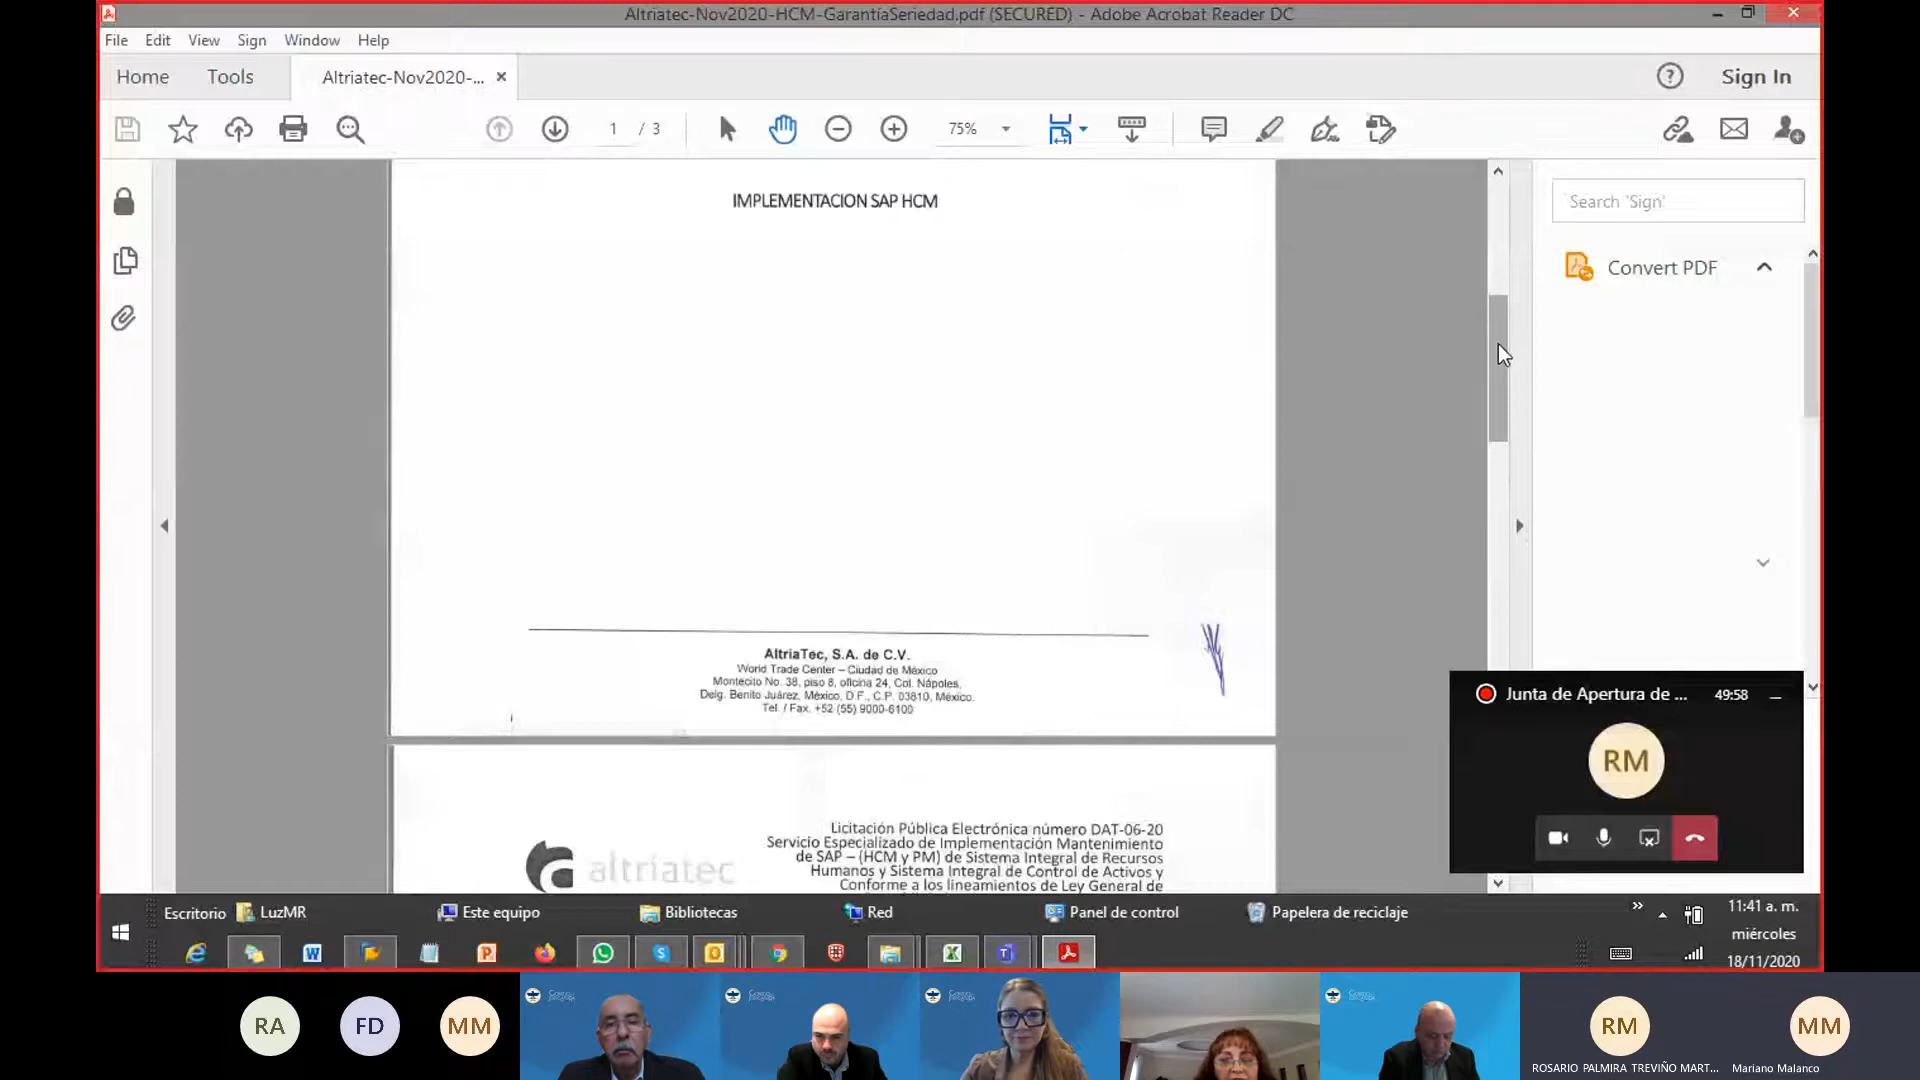 Altriatec-Nov2020-HCM-GarantíaSeriedad.pdf (SECURED) - Adobe Acrobat Reader DC
File Edit View Sign Window Help
Home Tools Altriatec-Nov2020-... × Sign In
1 / 3 75%
Search 'Sign'
Convert PDF
IMPLEMENTACION SAP HCM
AltriaTec, S.A. de C.V.
World Trade Center – Ciudad de México
Montecito No. 38, piso 8, oficina 24, Col. Nápoles,
Delg. Benito Juárez, México, D.F., C.P. 03810, México.
Tel. / Fax. +52 (55) 9000-6100
altriatec
Licitación Pública Electrónica número DAT-06-20
Servicio Especializado de Implementación Mantenimiento
de SAP – (HCM y PM) de Sistema Integral de Recursos
Humanos y Sistema Integral de Control de Activos y
Conforme a los lineamientos de Ley General de
Junta de Apertura de ... 49:58
RM
Escritorio LuzMR Este equipo Bibliotecas Red Panel de control Papelera de reciclaje
11:41 a. m.
miércoles
18/11/2020
RA FD MM RM MM
ROSARIO PALMIRA TREVIÑO MART... Mariano Malanco